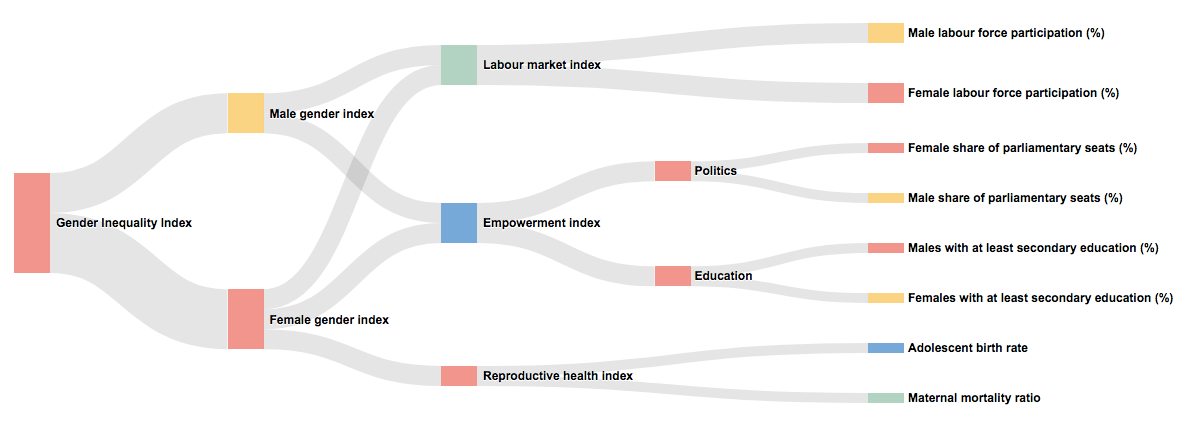 Male labour force participation (%)
Labour market index
Female labour force participation (%)
Male gender index
Female share of parliamentary seats (%)
Politics
Male share of parliamentary seats (%)
Gender Inequality Index
Empowerment index
Males with at least secondary education (%)
Education
Females with at least secondary education (%)
Female gender index
Adolescent birth rate
Reproductive health index
Maternal mortality ratio